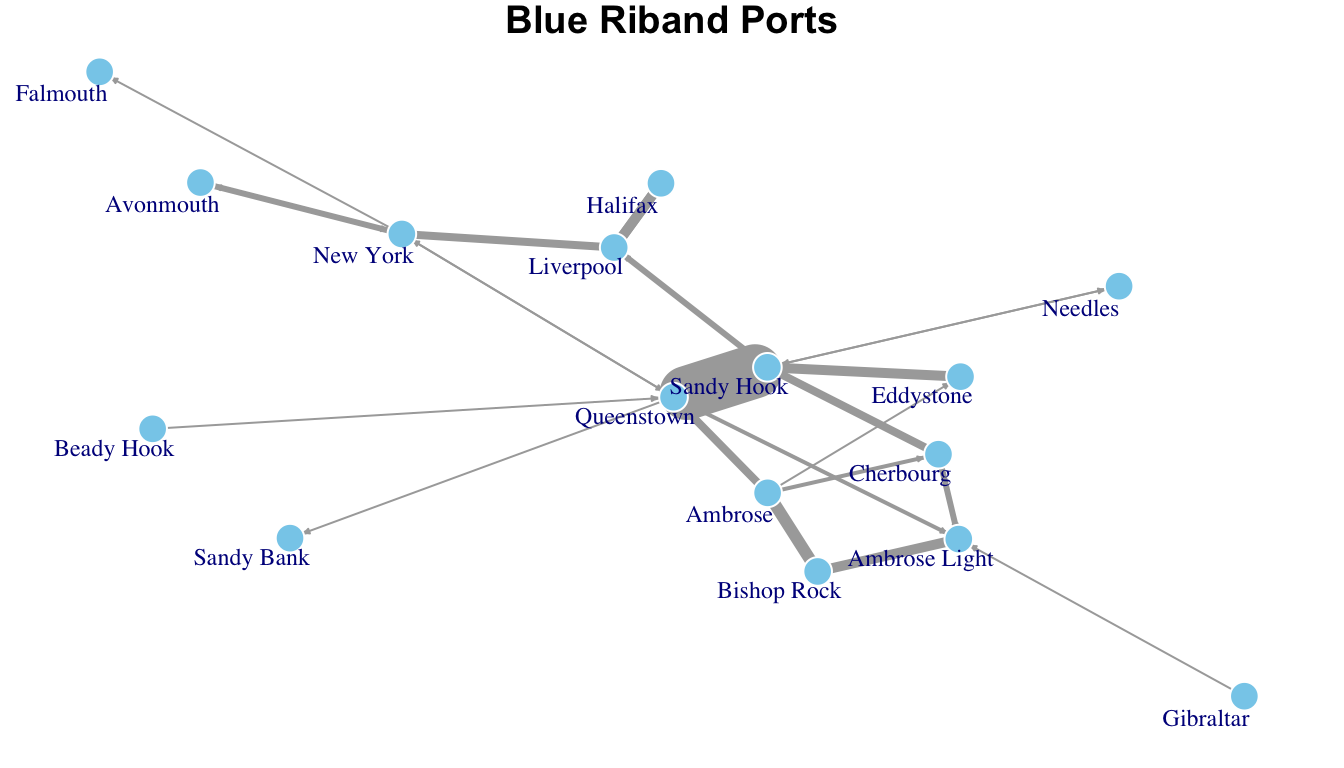 Blue Riband Ports
Falmouth
Avonmouth
Halifax
New York
Liverpool
Needles
Sandy Hook
Eddystone
Queenstown
Beady Hook
Cherbourg
Ambrose
Sandy Bank
Ambrose Light
Bishop Rock
Gibraltar